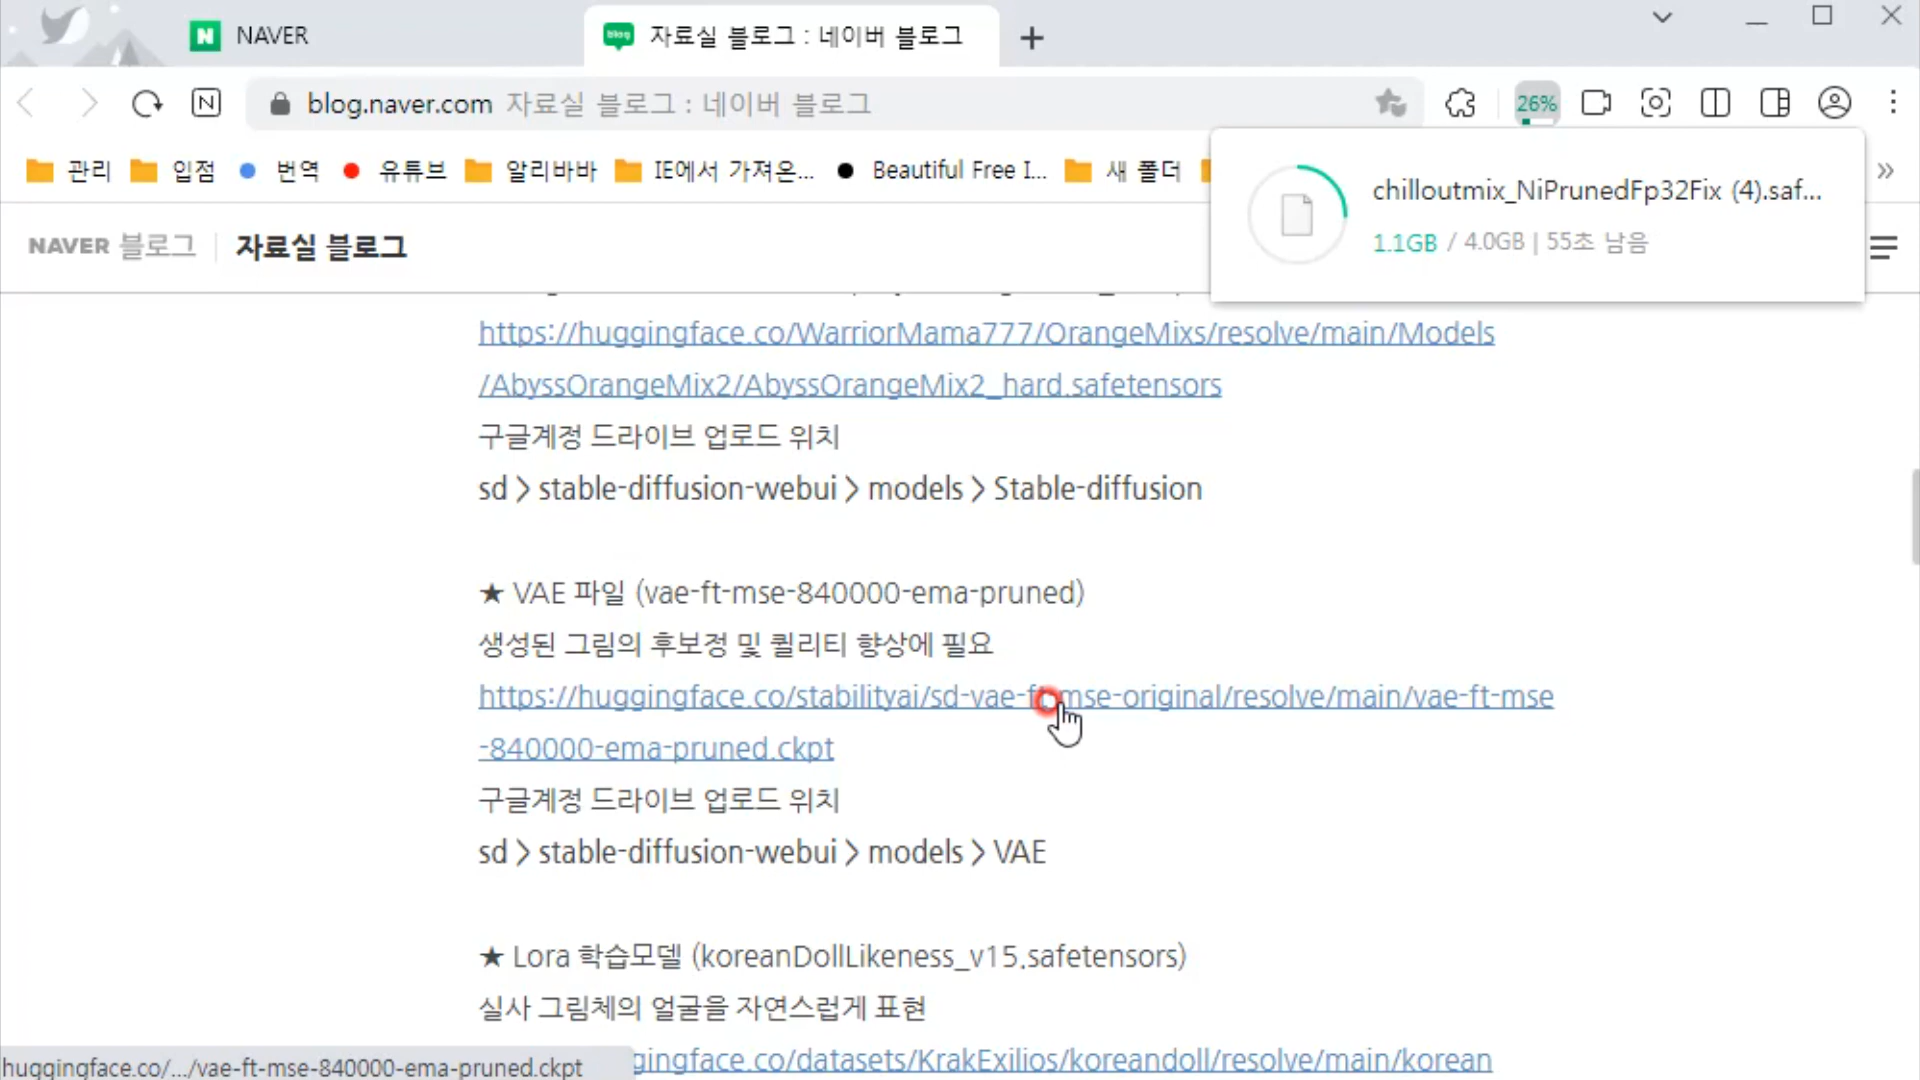 NAVER
blog
자료실 블로그 : 네이버 블로그
N
blog.naver.com 자료실 블로그 : 네이버 블로그
26%
관리
입점
번역
유튜브
알리바바
IE에서 가져온...
Beautiful Free I...
새 폴더
chilloutmix_NiPrunedFp32Fix (4).saf...
1.1GB / 4.0GB | 55초 남음
NAVER 블로그 자료실 블로그
https://huggingface.co/WarriorMama777/OrangeMixs/resolve/main/Models
/AbyssOrangeMix2/AbyssOrangeMix2_hard.safetensors
구글계정 드라이브 업로드 위치
sd > stable-diffusion-webui > models > Stable-diffusion
★ VAE 파일 (vae-ft-mse-840000-ema-pruned)
생성된 그림의 후보정 및 퀄리티 향상에 필요
https://huggingface.co/stabilityai/sd-vae-ft-mse-original/resolve/main/vae-ft-mse
-840000-ema-pruned.ckpt
구글계정 드라이브 업로드 위치
sd > stable-diffusion-webui > models > VAE
★ Lora 학습모델 (koreanDollLikeness_v15.safetensors)
실사 그림체의 얼굴을 자연스럽게 표현
gingface.co/datasets/KrakExilios/koreandoll/resolve/main/korean
huggingface.co/.../vae-ft-mse-840000-ema-pruned.ckpt